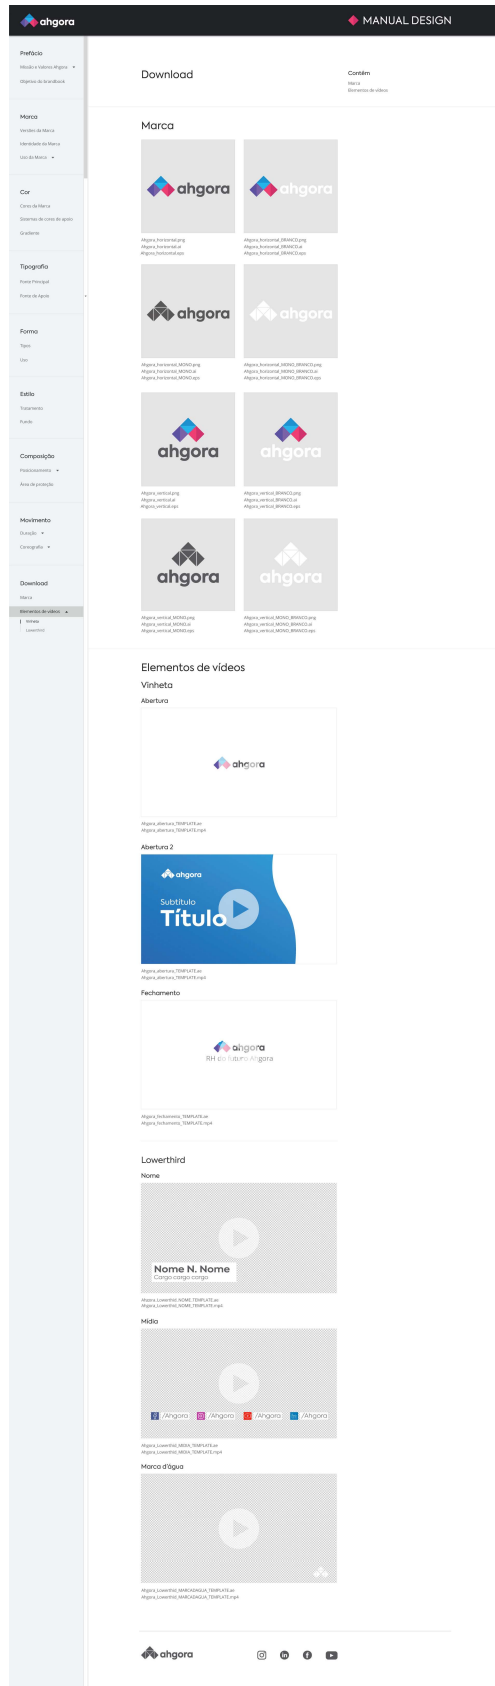 ahgora
MANUAL DESIGN
Prefácio
Missão e Valores Ahgora
Objetivo do Brandbook
Marca
Versões da Marca
Identidade da Marca
Uso da Marca
Cor
Cores da Marca
Sistemas de cores de apoio
Gradiente
Tipografia
Fonte Principal
Fonte de Apoio
Forma
Tipos
Uso
Estilo
Tratamento
Fundo
Composição
Posicionamento
Área de proteção
Movimento
Duração
Coreografia
Download
Marca
Elementos de vídeos
Vinheta
Lowerthird
Download
Contém
Marca
Elementos de vídeos
Marca
ahgora
ahgora
Ahgora_horizontal.png
Ahgora_horizontal.ai
Ahgora_horizontal.eps
Ahgora_horizontal_BRANCO.png
Ahgora_horizontal_BRANCO.ai
Ahgora_horizontal_BRANCO.eps
ahgora
ahgora
Ahgora_horizontal_MONO.png
Ahgora_horizontal_MONO.ai
Ahgora_horizontal_MONO.eps
Ahgora_horizontal_MONO_BRANCO.png
Ahgora_horizontal_MONO_BRANCO.ai
Ahgora_horizontal_MONO_BRANCO.eps
ahgora
ahgora
Ahgora_vertical.png
Ahgora_vertical.ai
Ahgora_vertical.eps
Ahgora_vertical_BRANCO.png
Ahgora_vertical_BRANCO.ai
Ahgora_vertical_BRANCO.eps
ahgora
ahgora
Ahgora_vertical_MONO.png
Ahgora_vertical_MONO.ai
Ahgora_vertical_MONO.eps
Ahgora_vertical_MONO_BRANCO.png
Ahgora_vertical_MONO_BRANCO.ai
Ahgora_vertical_MONO_BRANCO.eps
Elementos de vídeos
Vinheta
Abertura
ahgora
Ahgora_abertura_TEMPLATE.ae
Ahgora_abertura_TEMPLATE.mp4
Abertura 2
ahgora
Subtítulo
Título
Ahgora_abertura_TEMPLATE.ae
Ahgora_abertura_TEMPLATE.mp4
Fechamento
ahgora
RH do futuro Ahgora
Ahgora_Fechamento_TEMPLATE.ae
Ahgora_Fechamento_TEMPLATE.mp4
Lowerthird
Nome
Nome N. Nome
Cargo cargo cargo
Ahgora_Lowerthid_NOME_TEMPLATE.ae
Ahgora_Lowerthid_NOME_TEMPLATE.mp4
Mídia
/Ahgora /Ahgora /Ahgora /Ahgora
Ahgora_Lowerthid_MIDIA_TEMPLATE.ae
Ahgora_Lowerthid_MIDIA_TEMPLATE.mp4
Marca d'água
Ahgora_Lowerthid_MARCADAGUA_TEMPLATE.ae
Ahgora_Lowerthid_MARCADAGUA_TEMPLATE.mp4
ahgora